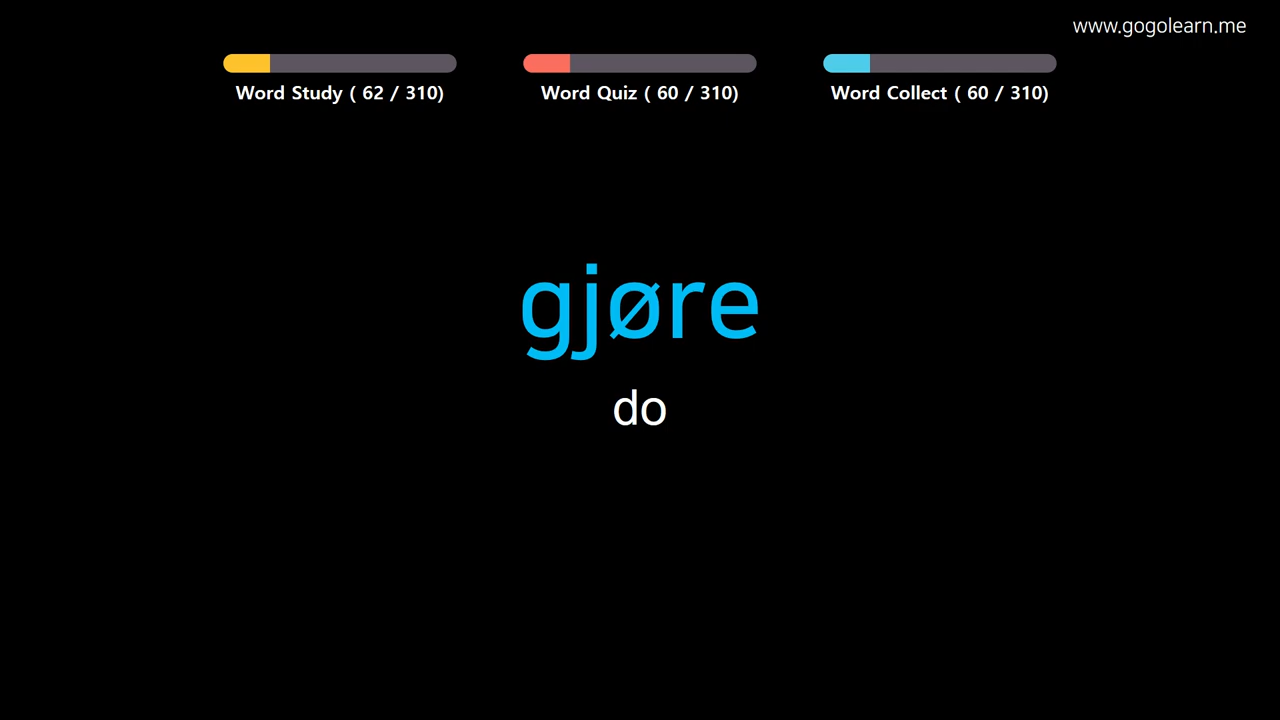 www.gogolearn.me
Word Study ( 62 / 310)
Word Quiz ( 60 / 310)
Word Collect ( 60 / 310)
gjøre
do